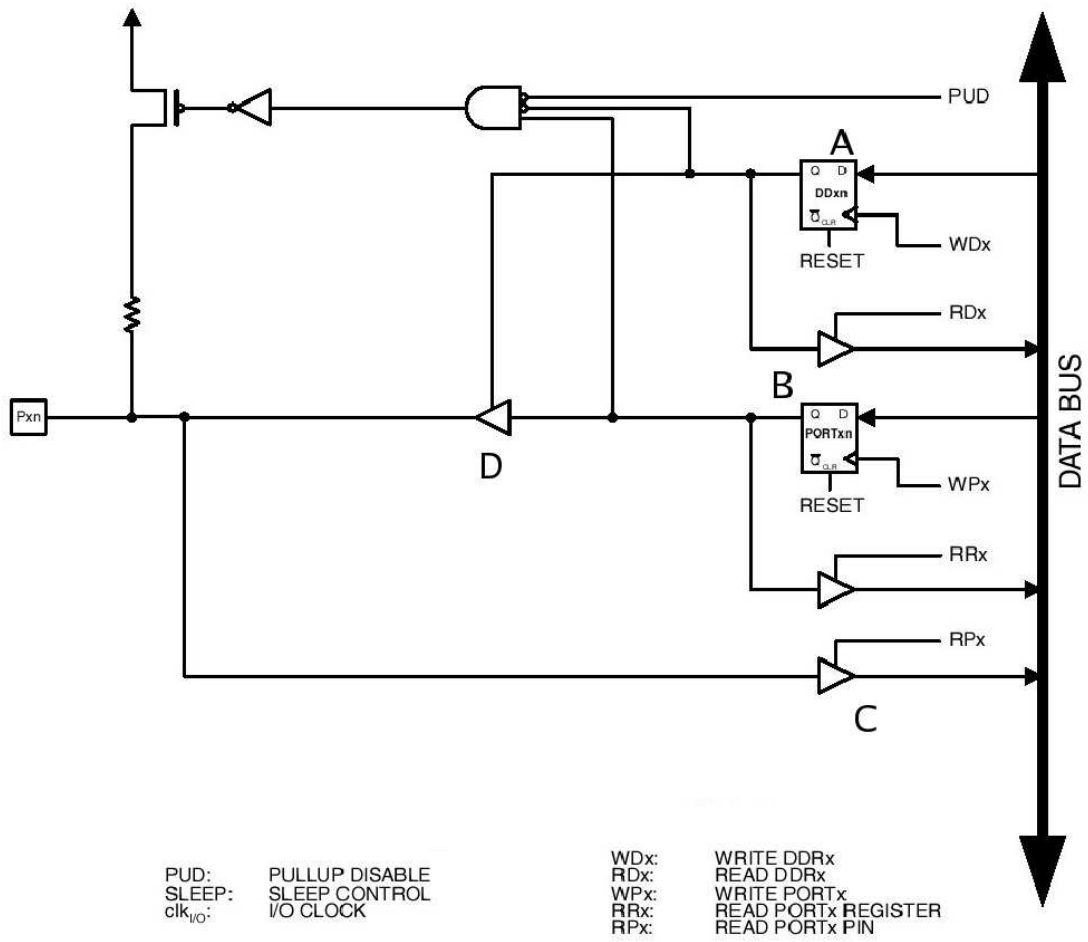 PUD
A
Q D
DDxn
Q CLR
WDx
RESET
RDx
B
Pxn
Q D
PORTxn
Q CLR
D
WPx
RESET
DATA BUS
RRx
RPx
C
PUD: PULLUP DISABLE
SLEEP: SLEEP CONTROL
clkI/O: I/O CLOCK
WDx: WRITE DDRx
RDx: READ DDRx
WPx: WRITE PORTx
RRx: READ PORTx REGISTER
RPx: READ PORTx PIN